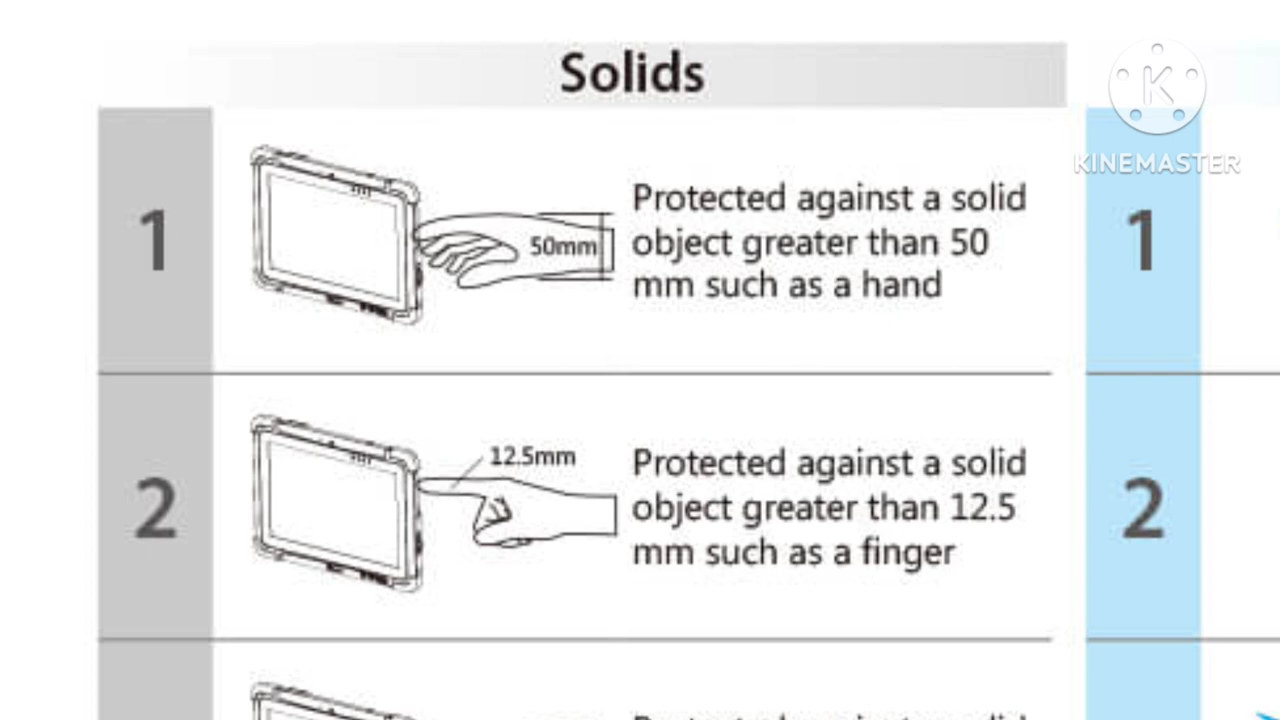 Solids
K
KINEMASTER
1
50mm
Protected against a solid
object greater than 50
mm such as a hand
1
2
12.5mm
Protected against a solid
object greater than 12.5
mm such as a finger
2